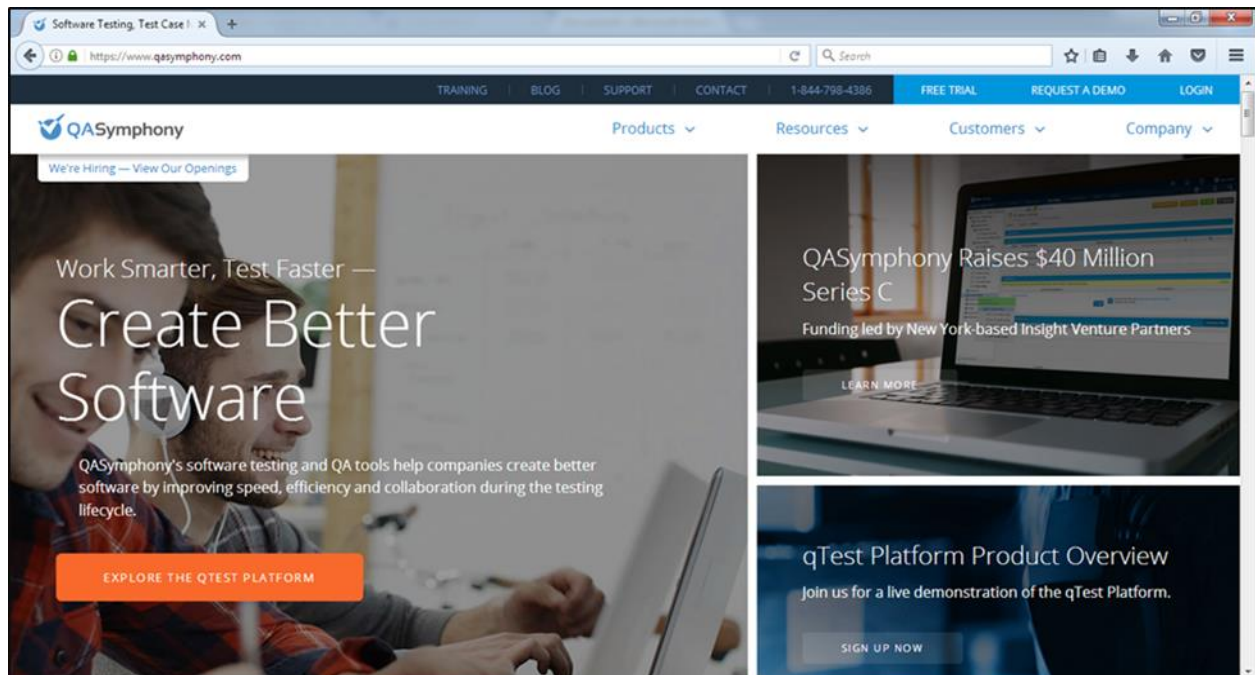 Software Testing, Test Case
https://www.qasymphony.com
Search
TRAINING | BLOG | SUPPORT | CONTACT | 1-844-798-4386 FREE TRIAL REQUEST A DEMO LOGIN
QASymphony Products Resources Customers Company
We're Hiring — View Our Openings
Work Smarter, Test Faster —
Create Better
Software
QASymphony's software testing and QA tools help companies create better
software by improving speed, efficiency and collaboration during the testing
lifecycle.
EXPLORE THE QTEST PLATFORM
QASymphony Raises $40 Million
Series C
Funding led by New York-based Insight Venture Partners
LEARN MORE
qTest Platform Product Overview
Join us for a live demonstration of the qTest Platform.
SIGN UP NOW